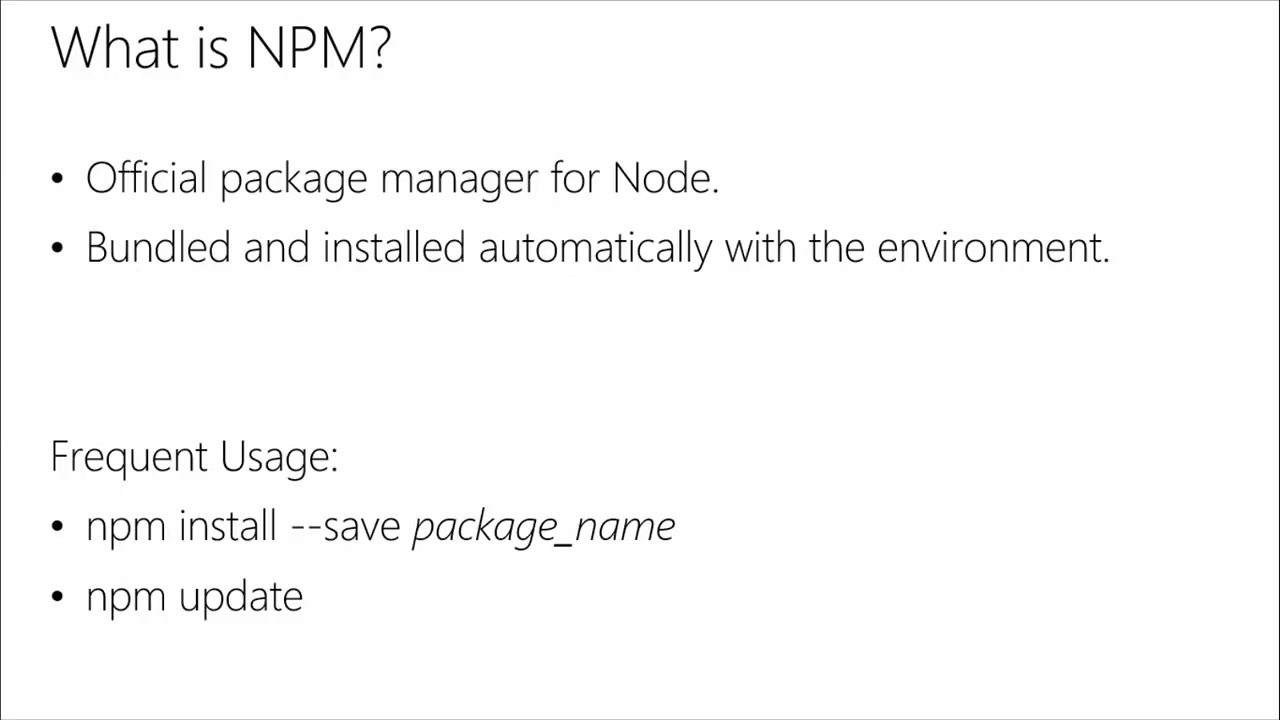 What is NPM?
• Official package manager for Node.
• Bundled and installed automatically with the environment.
Frequent Usage:
• npm install --save package_name
• npm update